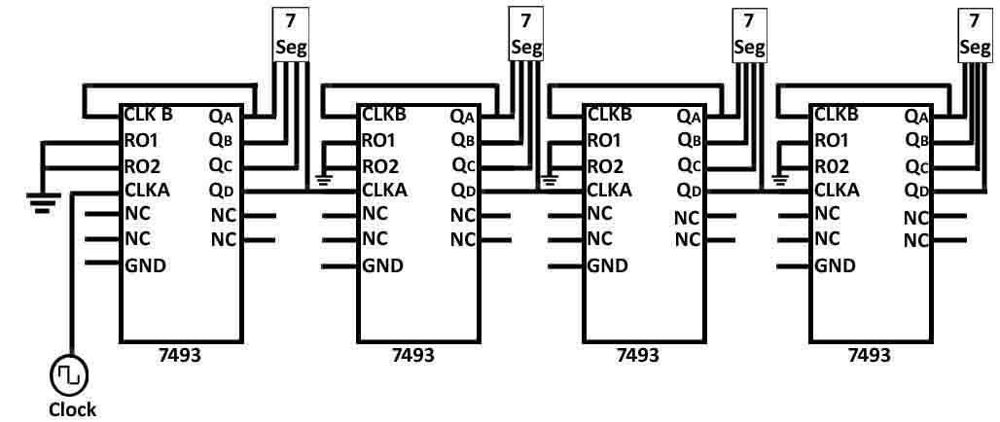 7
Seg
7
Seg
7
Seg
7
Seg
CLK B QA
RO1 QB
RO2 QC
CLKA QD
NC NC
NC NC
GND
7493
CLKB QA
RO1 QB
RO2 QC
CLKA QD
NC NC
NC NC
GND
7493
CLKB QA
RO1 QB
RO2 QC
CLKA QD
NC NC
NC NC
GND
7493
CLKB QA
RO1 QB
R02 QC
CLKA QD
NC NC
NC NC
GND
7493
Clock